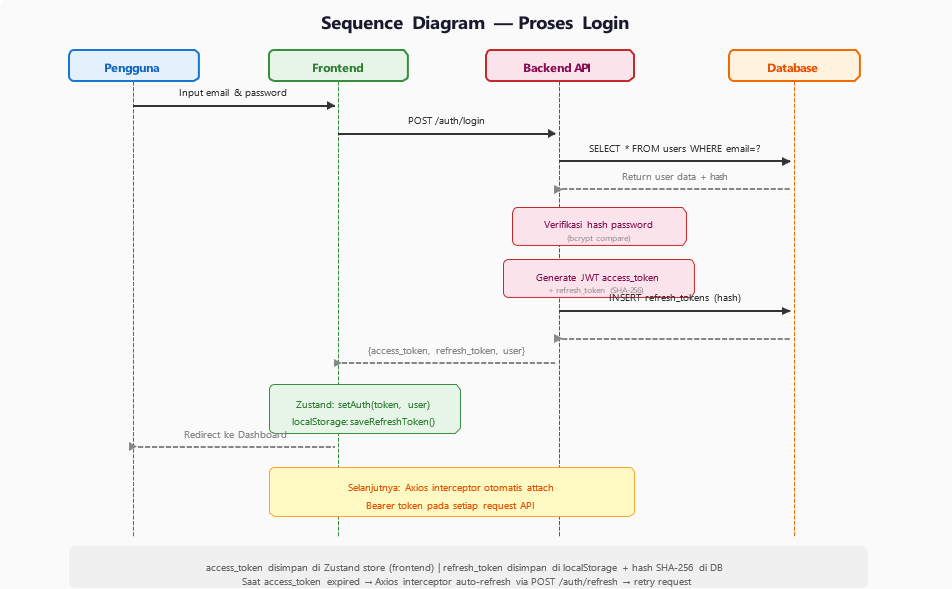 Sequence Diagram — Proses Login
Pengguna
Frontend
Backend API
Database
Input email & password
POST /auth/login
SELECT * FROM users WHERE email=?
Return user data + hash
Verifikasi hash password
(bcrypt compare)
Generate JWT access_token
+ refresh_token (SHA-256)
INSERT refresh_tokens (hash)
{access_token, refresh_token, user}
Zustand: setAuth(token, user)
localStorage: saveRefreshToken()
Redirect ke Dashboard
Selanjutnya: Axios interceptor otomatis attach
Bearer token pada setiap request API
access_token disimpan di Zustand store (frontend) | refresh_token disimpan di localStorage + hash SHA-256 di DB
Saat access_token expired → Axios interceptor auto-refresh via POST /auth/refresh → retry request